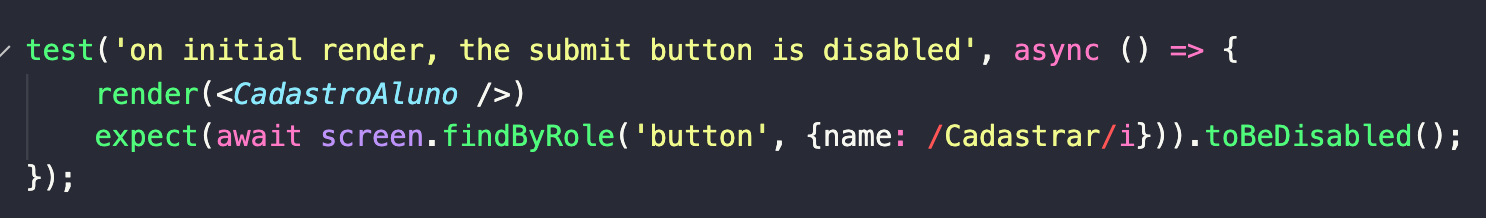 test('on initial render, the submit button is disabled', async () => {
    render(<CadastroAluno />)
    expect(await screen.findByRole('button', {name: /Cadastrar/i})).toBeDisabled();
});